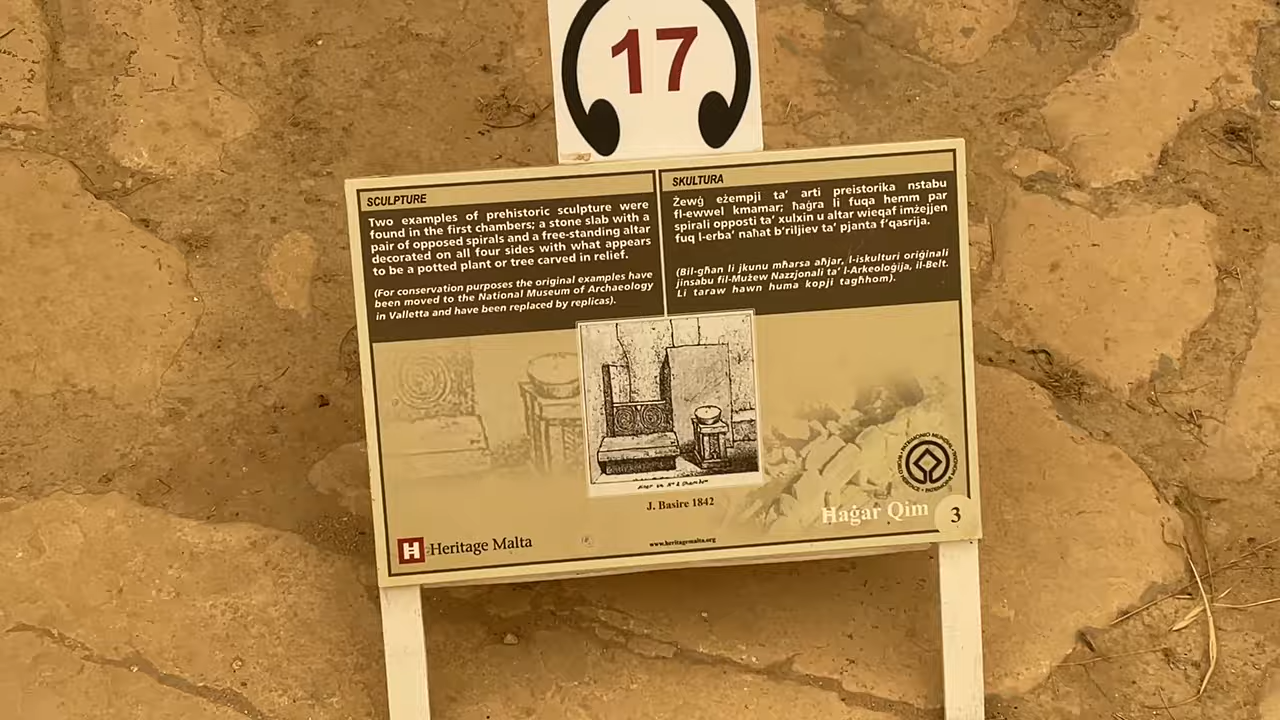 17
SCULPTURE
Two examples of prehistoric sculpture were
found in the first chambers; a stone slab with a
pair of opposed spirals and a free-standing altar
decorated on all four sides with what appears
to be a potted plant or tree carved in relief.
(For conservation purposes the original examples have
been moved to the National Museum of Archaeology
in Valletta and have been replaced by replicas).
SKULTURA
Żewġ eżempji ta’ arti preistorika nstabu
fl-ewwel kmamar; ħaġra li fuqa hemm par
spirali opposti ta’ xulxin u altar wieqaf imżejjen
fuq l-erba’ naħat b’riljiev ta’ pjanta f’qasrija.
(Bil-għan li jkunu mħarsa aħjar, l-iskulturi oriġinali
jinsabu fil-Mużew Nazzjonali ta’ l-Arkeoloġija, il-Belt.
Li taraw hawn huma kopji tagħhom).
J. Basire 1842
Ħaġar Qim 3
Heritage Malta
www.heritagemalta.org